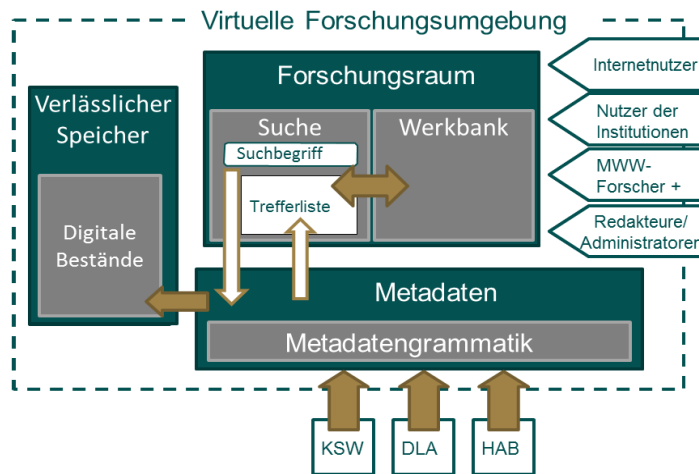 Virtuelle Forschungsumgebung
Verlässlicher
Speicher
Digitale
Bestände
Forschungsraum
Suche
Suchbegriff
Trefferliste
Werkbank
Internetnutzer
Nutzer der
Institutionen
MWW-
Forscher +
Redakteure/
Administratoren
Metadaten
Metadatengrammatik
KSW
DLA
HAB